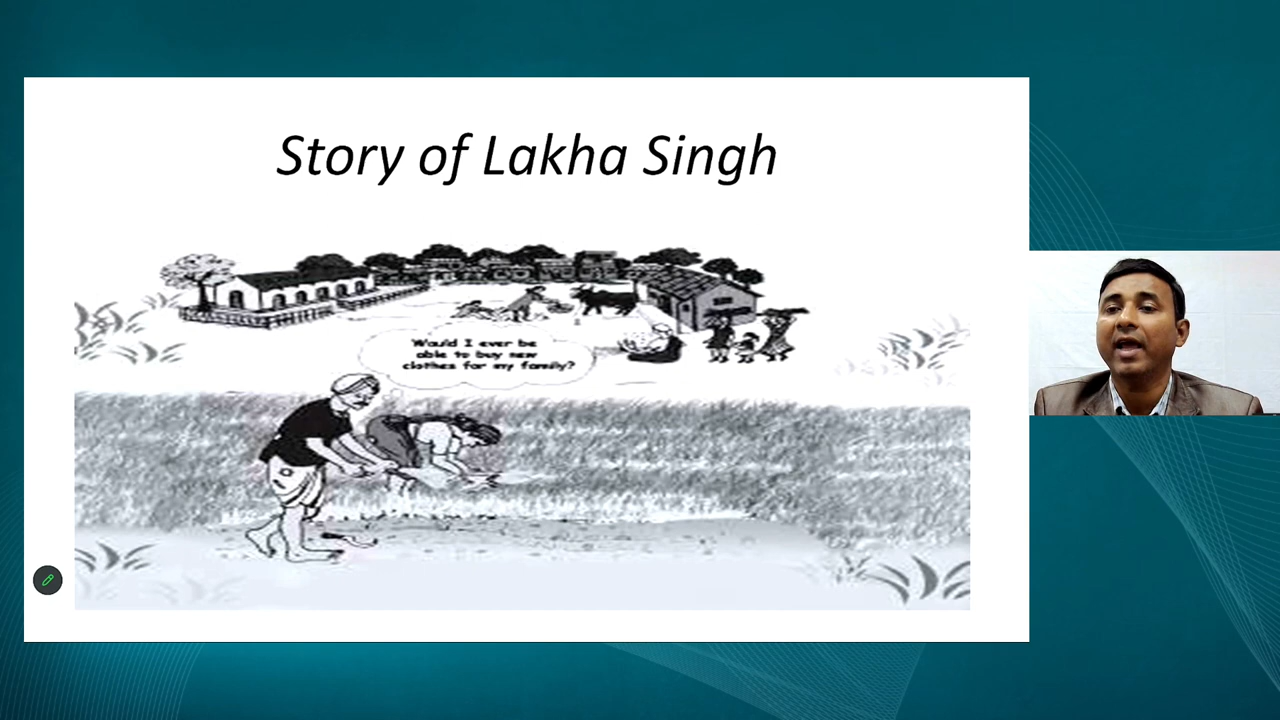 Story of Lakha Singh
Would I ever be
able to buy new
clothes for my family?